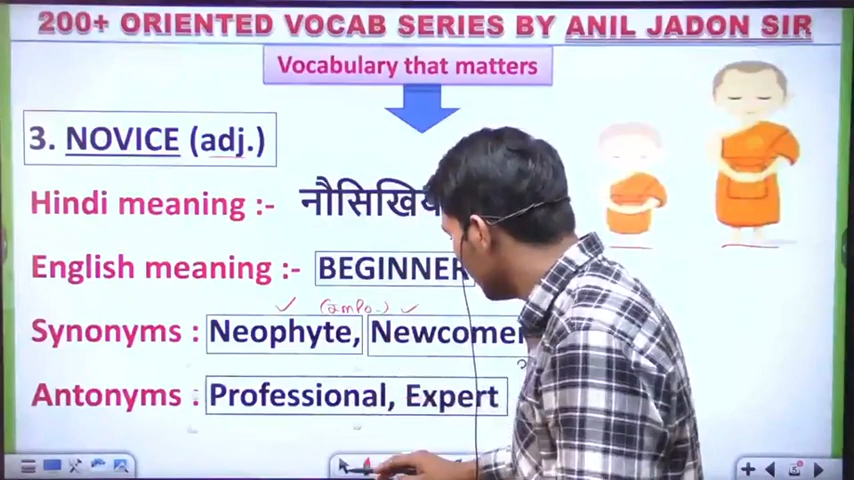 200+ ORIENTED VOCAB SERIES BY ANIL JADON SIR
Vocabulary that matters
3. NOVICE (adj.)
Hindi meaning :-
English meaning :- BEGINNER
Synonyms : Neophyte, Newcomer
Antonyms : Professional, Expert